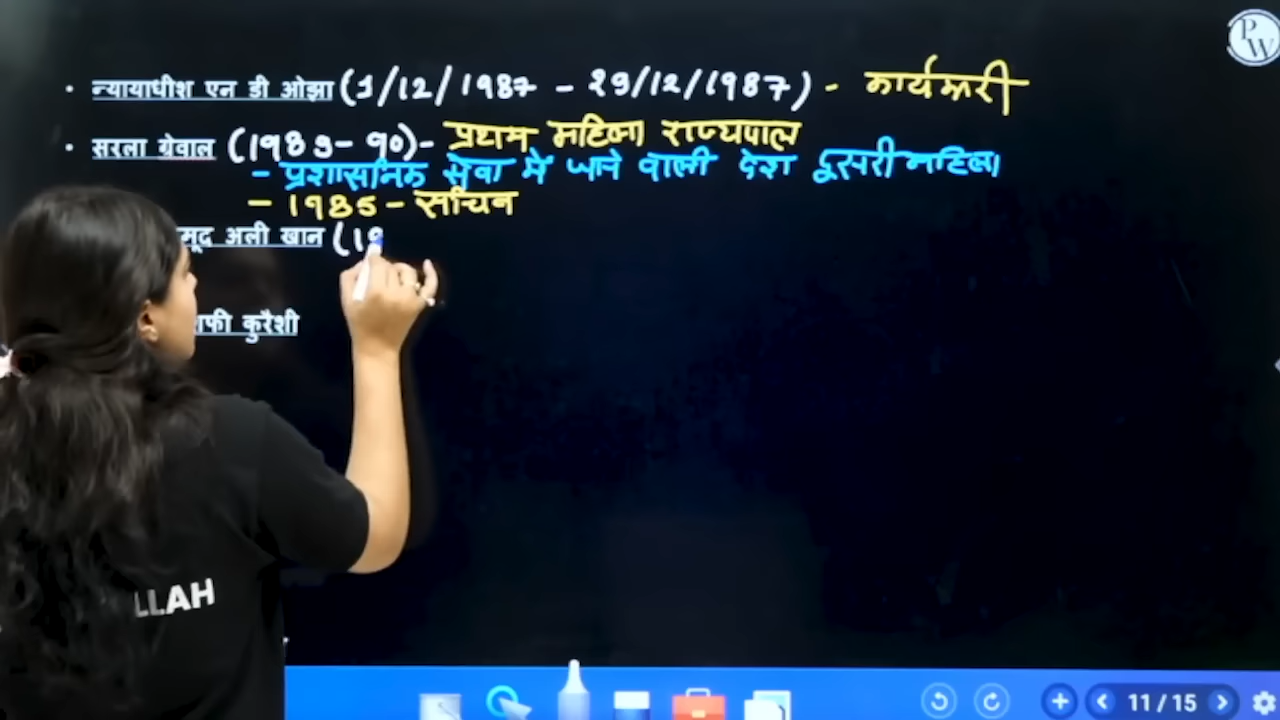 PW
• न्यायाधीश एन डी ओझा (1/12/1987 - 29/12/1987) - कार्यकारी
• सरला ग्रेवाल (1989-90)- प्रथम महिला राज्यपाल
- प्रशासनिक सेवा में जाने वाली देश दूसरी महिला
- 1985 - सचिव
मूद अली खान (19
फी कुरैशी
LLAH
11 / 15